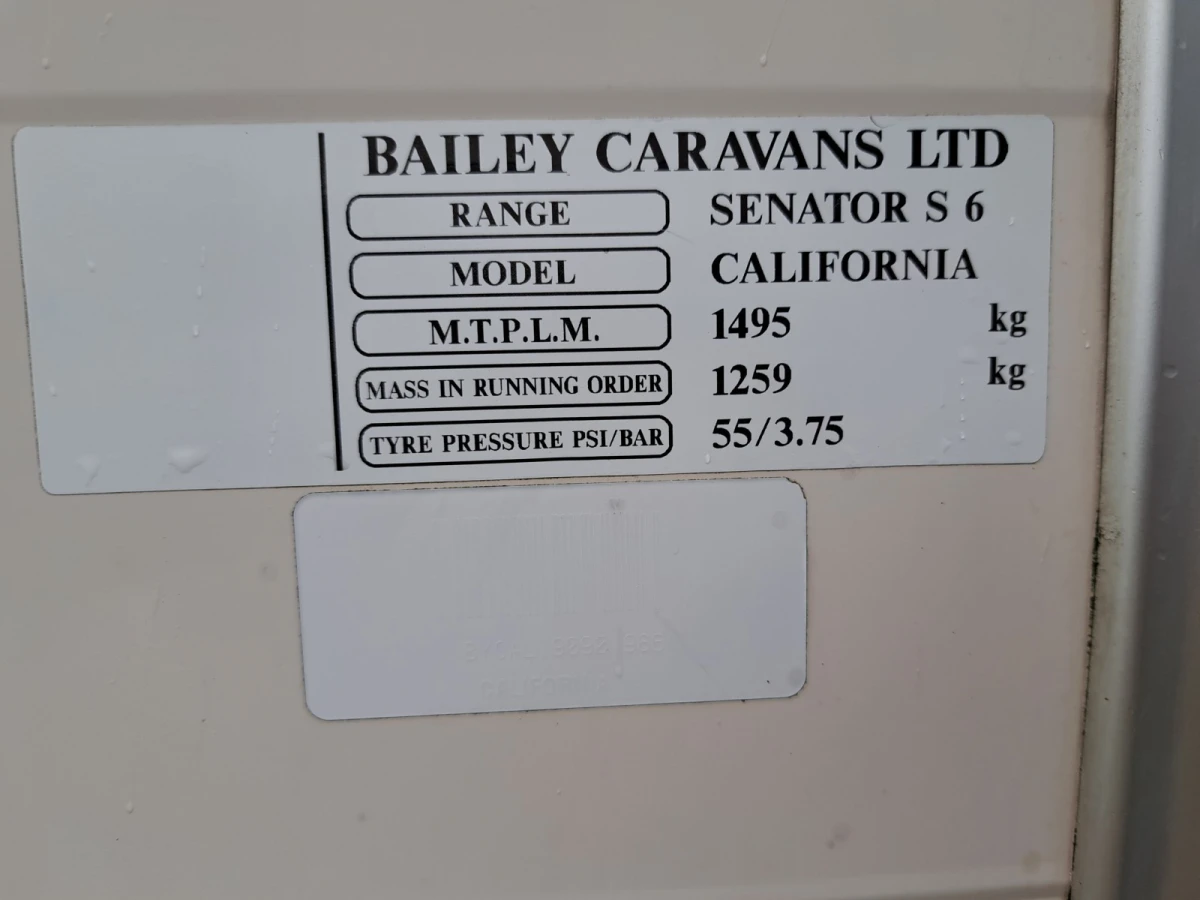 BAILEY CARAVANS LTD
RANGE SENATOR S 6
MODEL CALIFORNIA
M.T.P.L.M. 1495 kg
MASS IN RUNNING ORDER 1259 kg
TYRE PRESSURE PSI/BAR 55/3.75
CALIFORNIA